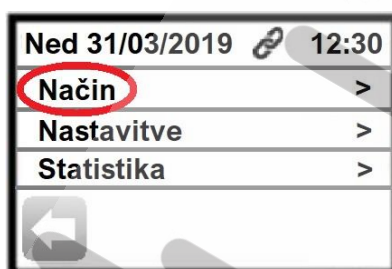 Ned 31/03/2019 12:30
Način >
Nastavitve >
Statistika >